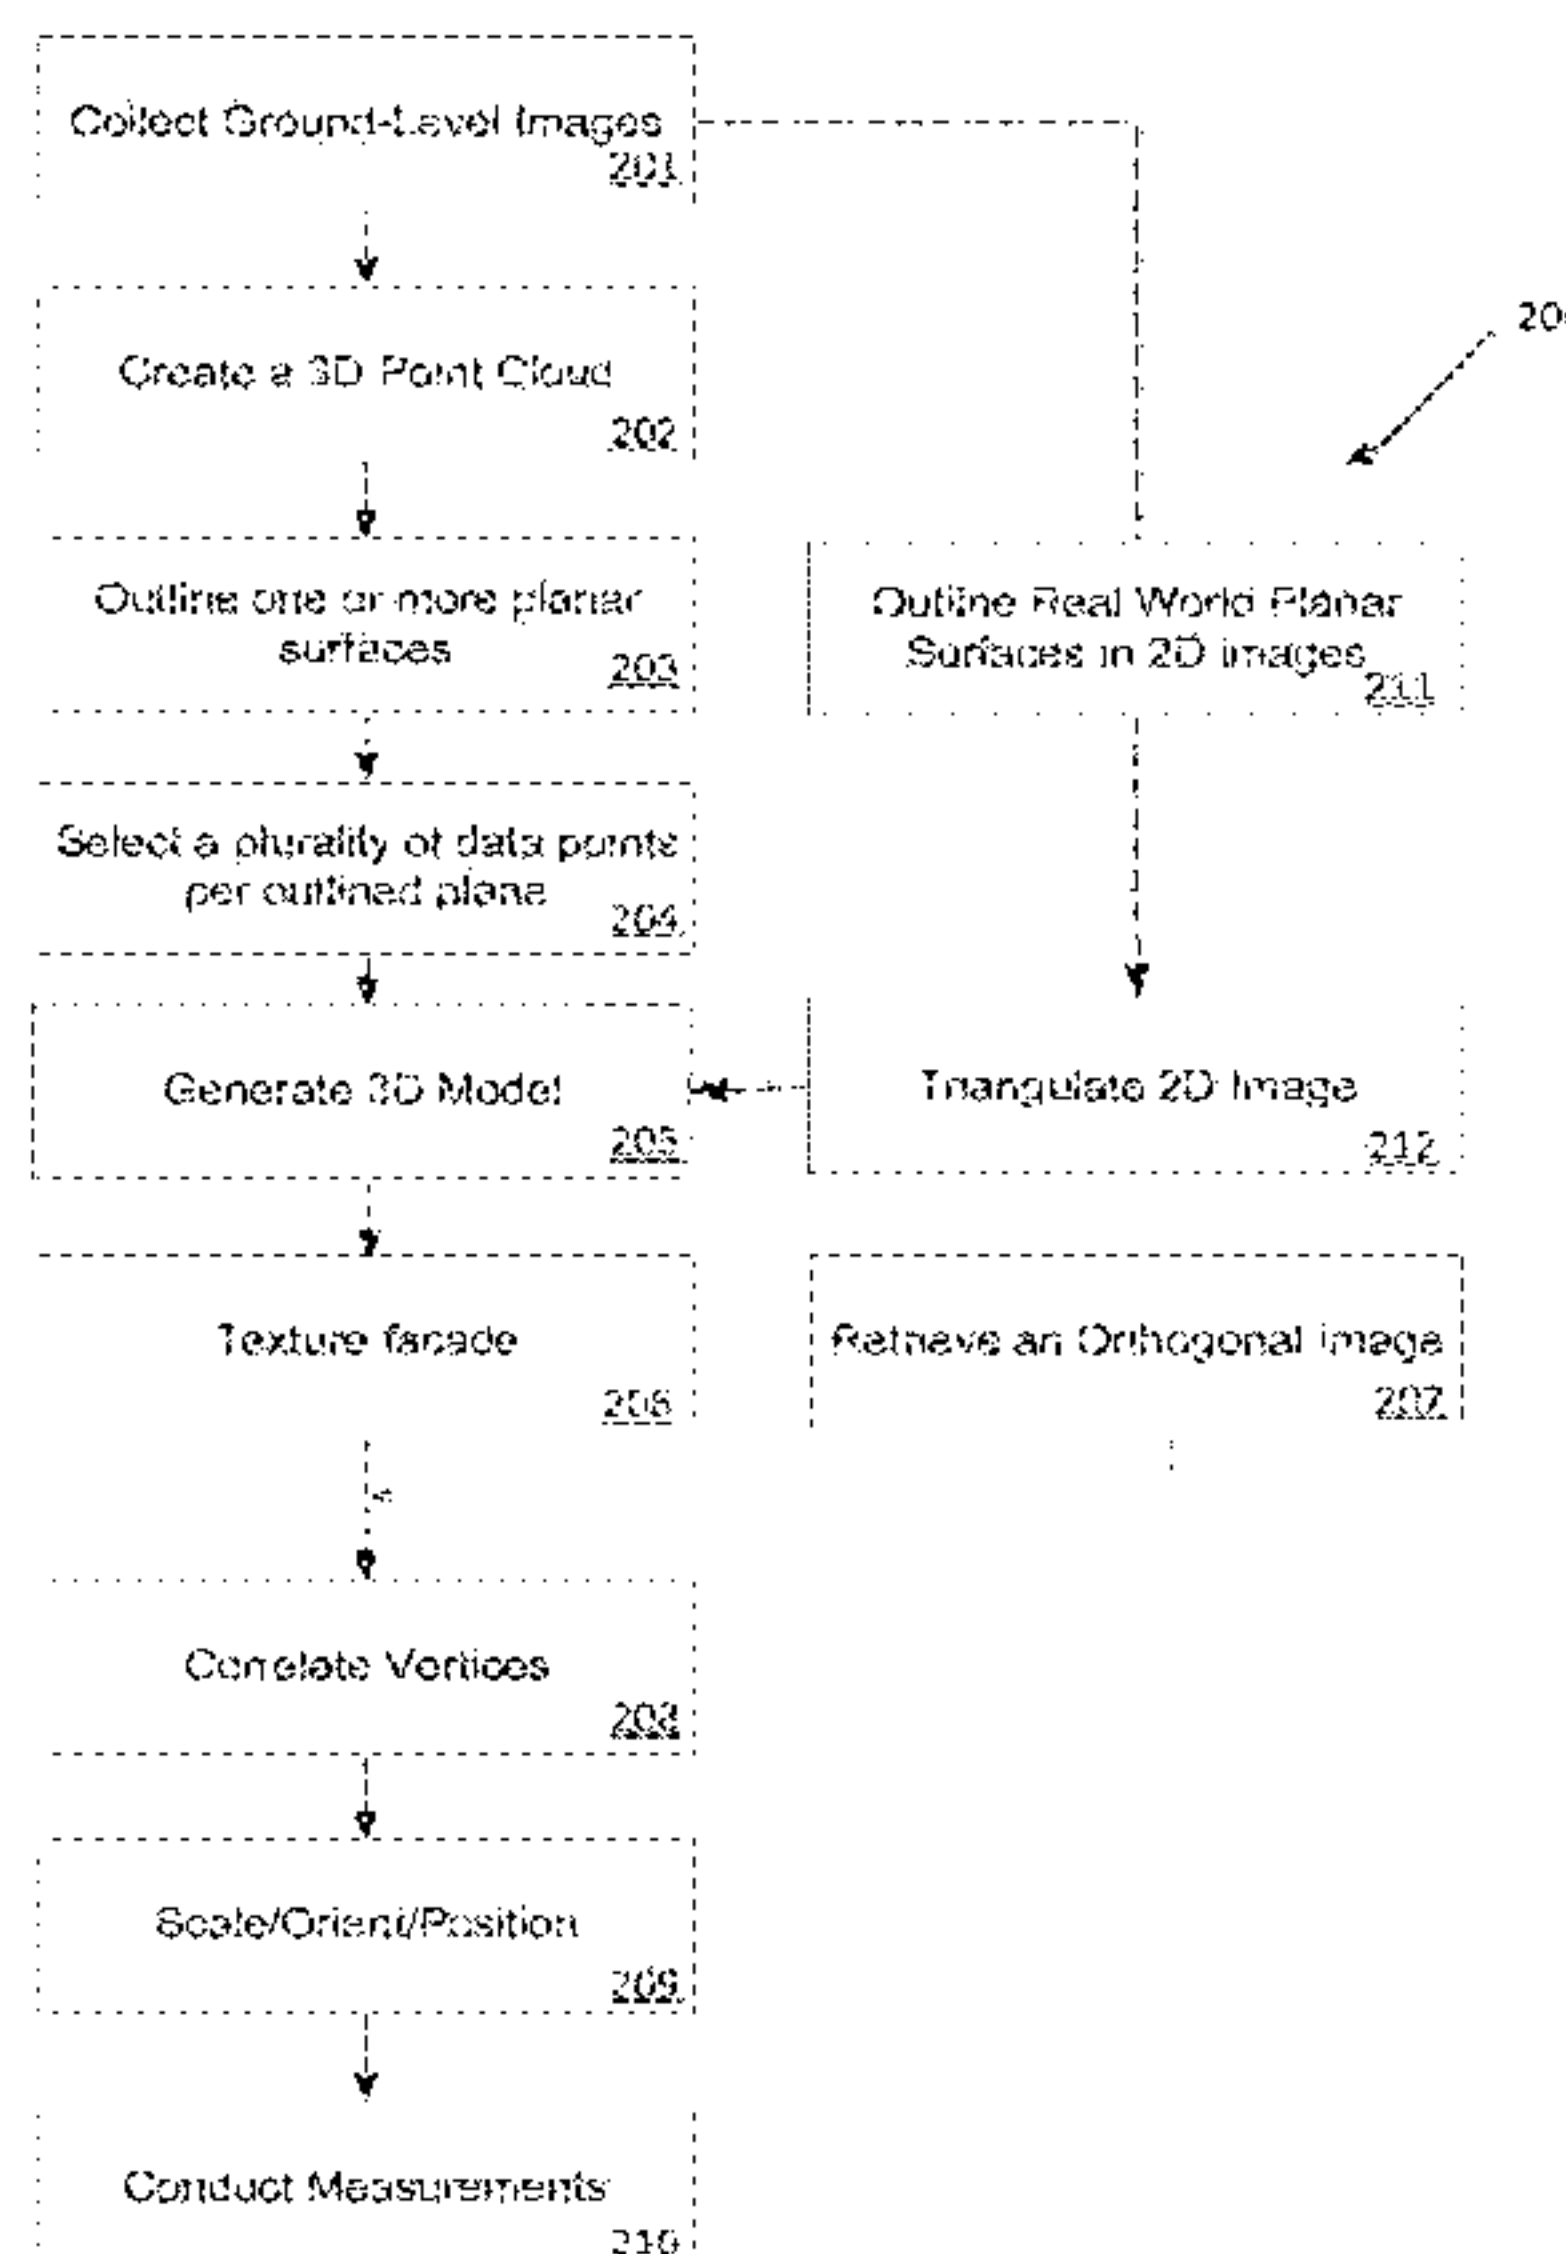 Collect Ground-Level Images
201
Create a 3D Point Cloud
202
Outline one or more planar
surfaces
203
Outline Real World Planar
Surfaces in 2D images
211
Select a plurality of data points
per outlined plane
204
Generate 3D Model
205
Triangulate 2D Image
212
Texture facade
206
Retrieve an Orthogonal image
207
Correlate Vertices
208
Scale/Orient/Position
209
Conduct Measurements
210